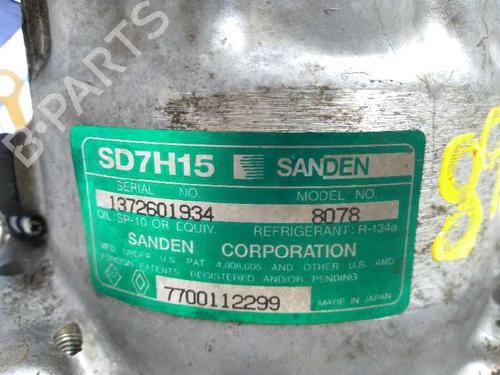 SD7H15 SANDEN
SERIAL NO. MODEL NO.
1372601934 8078
OIL:SP-10 OR EQUIV. REFRIGERANT:R-134a
SANDEN CORPORATION
MFD. UNDER U.S. PAT. 4,008,005 AND OTHER U.S. AND
FOREIGN PATENTS REGISTERED AND/OR PENDING
7700112299 MADE IN JAPAN